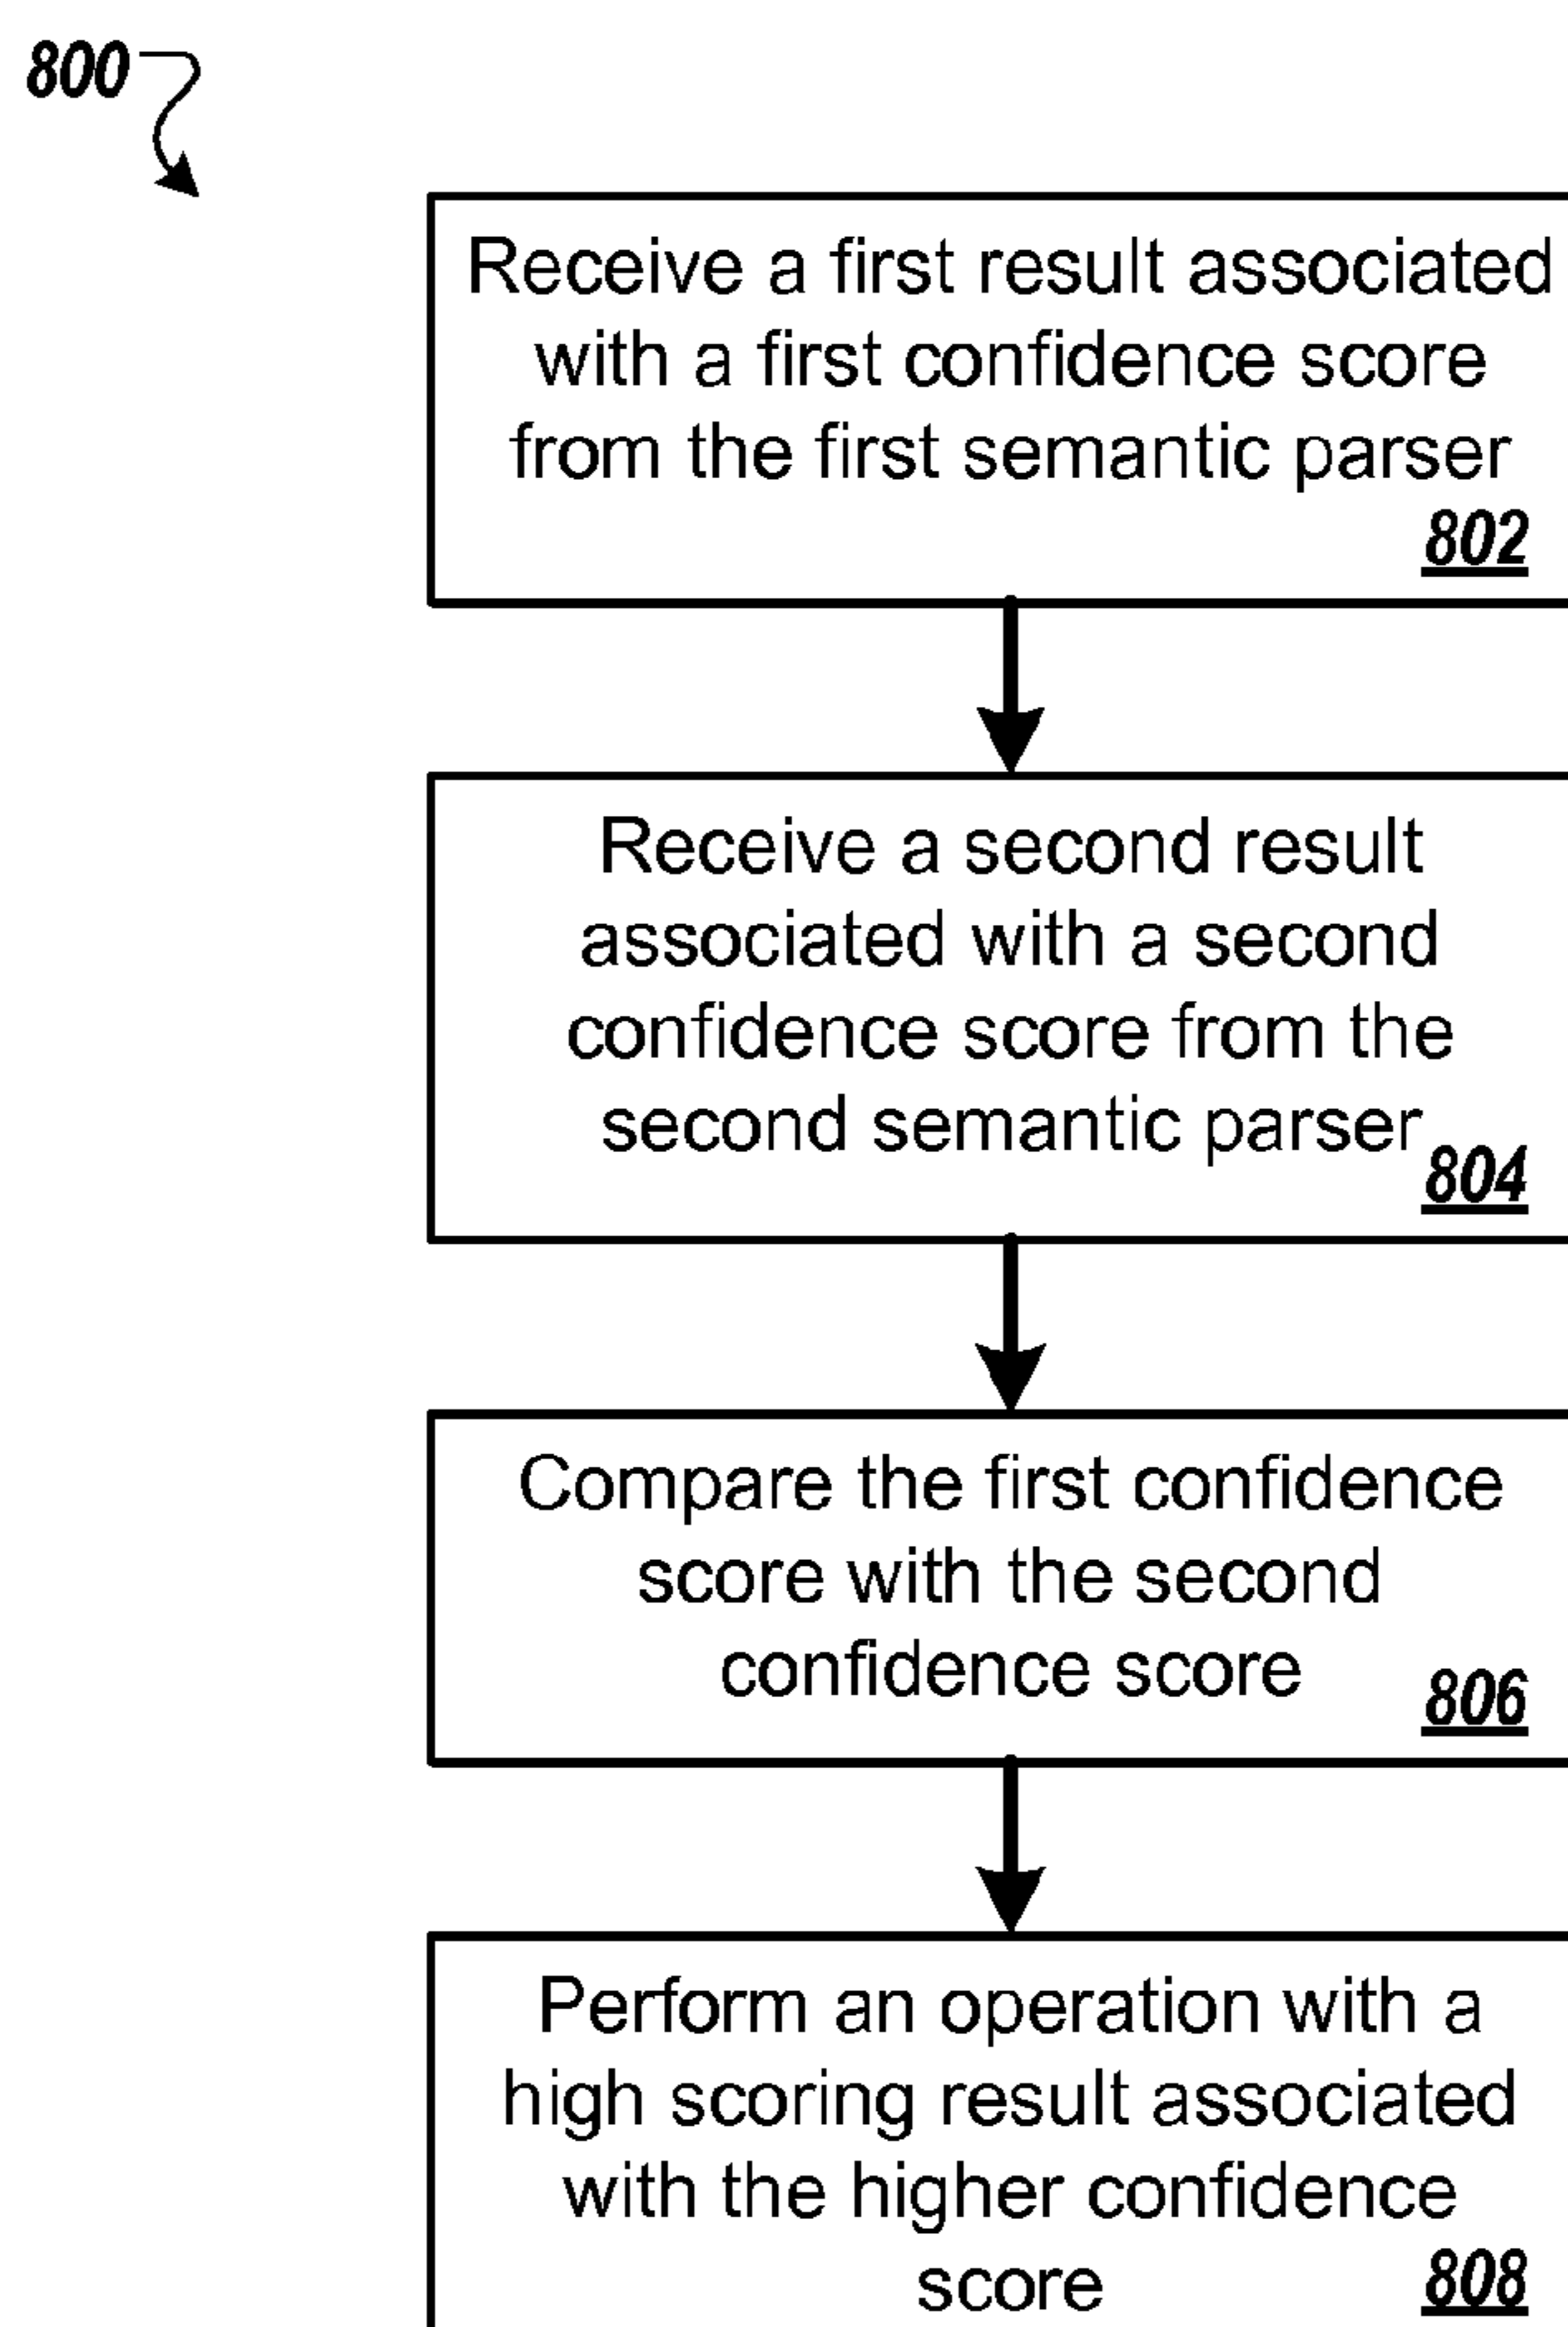 800
Receive a first result associated
with a first confidence score
from the first semantic parser
802
Receive a second result
associated with a second
confidence score from the
second semantic parser
804
Compare the first confidence
score with the second
confidence score
806
Perform an operation with a
high scoring result associated
with the higher confidence
score
808